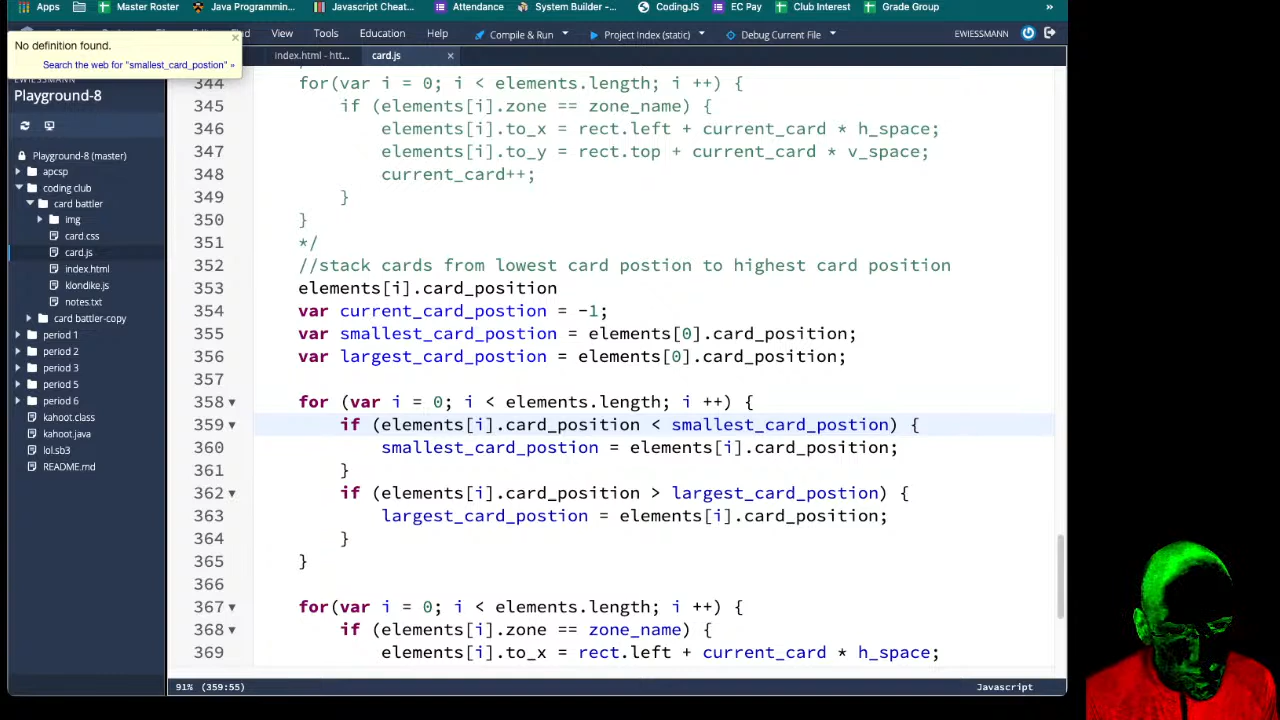 Apps
Master Roster
Java Programmin...
Javascript Cheat...
Attendance
System Builder -...
CodingJS
EC Pay
Club Interest
Grade Group
»
View
Tools
Education
Help
Compile & Run
Project Index (static)
Debug Current File
EWIESSMANN
No definition found.
×
Search the web for "smallest_card_postion" »
index.html - htt...
card.js
×
Playground-8
Playground-8 (master)
apcsp
coding club
card battler
img
card.css
card.js
index.html
klondike.js
notes.txt
card battler-copy
period 1
period 2
period 3
period 5
period 6
kahoot.class
kahoot.java
lol.sb3
README.md
344 for(var i = 0; i < elements.length; i ++) {
345 if (elements[i].zone == zone_name) {
346 elements[i].to_x = rect.left + current_card * h_space;
347 elements[i].to_y = rect.top + current_card * v_space;
348 current_card++;
349 }
350 }
351 */
352 //stack cards from lowest card postion to highest card position
353 elements[i].card_position
354 var current_card_postion = -1;
355 var smallest_card_postion = elements[0].card_position;
356 var largest_card_postion = elements[0].card_position;
357
358 for (var i = 0; i < elements.length; i ++) {
359 if (elements[i].card_position < smallest_card_postion) {
360 smallest_card_postion = elements[i].card_position;
361 }
362 if (elements[i].card_position > largest_card_postion) {
363 largest_card_postion = elements[i].card_position;
364 }
365 }
366
367 for(var i = 0; i < elements.length; i ++) {
368 if (elements[i].zone == zone_name) {
369 elements[i].to_x = rect.left + current_card * h_space;
91% (359:55)
Javascript